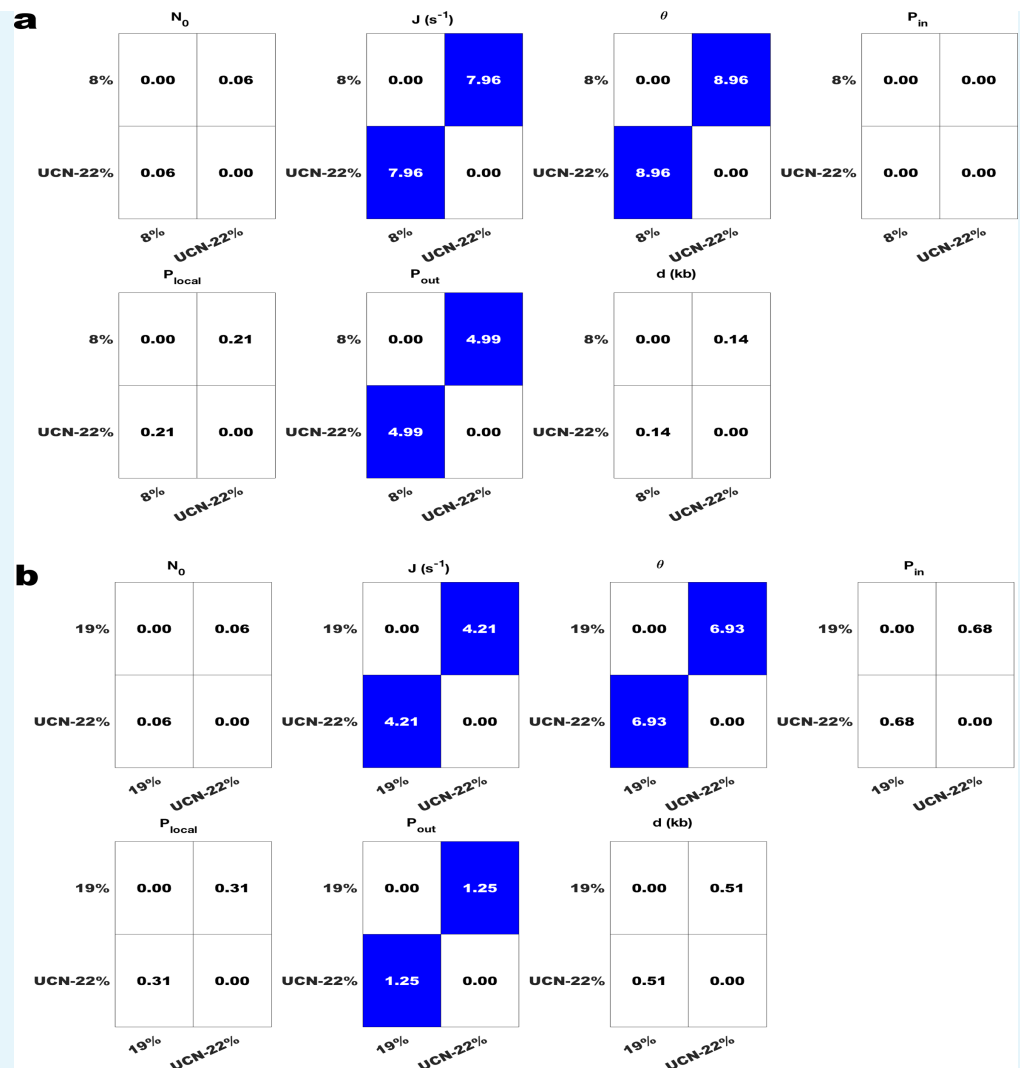 a
N0 J (s-1) θ Pin
8% 0.00 0.06 8% 0.00 7.96 8% 0.00 8.96 8% 0.00 0.00
UCN-22% 0.06 0.00 UCN-22% 7.96 0.00 UCN-22% 8.96 0.00 UCN-22% 0.00 0.00
8% UCN-22% 8% UCN-22% 8% UCN-22% 8% UCN-22%
Plocal Pout d (kb)
8% 0.00 0.21 8% 0.00 4.99 8% 0.00 0.14
UCN-22% 0.21 0.00 UCN-22% 4.99 0.00 UCN-22% 0.14 0.00
8% UCN-22% 8% UCN-22% 8% UCN-22%
b
N0 J (s-1) θ Pin
19% 0.00 0.06 19% 0.00 4.21 19% 0.00 6.93 19% 0.00 0.68
UCN-22% 0.06 0.00 UCN-22% 4.21 0.00 UCN-22% 6.93 0.00 UCN-22% 0.68 0.00
19% UCN-22% 19% UCN-22% 19% UCN-22% 19% UCN-22%
Plocal Pout d (kb)
19% 0.00 0.31 19% 0.00 1.25 19% 0.00 0.51
UCN-22% 0.31 0.00 UCN-22% 1.25 0.00 UCN-22% 0.51 0.00
19% UCN-22% 19% UCN-22% 19% UCN-22%